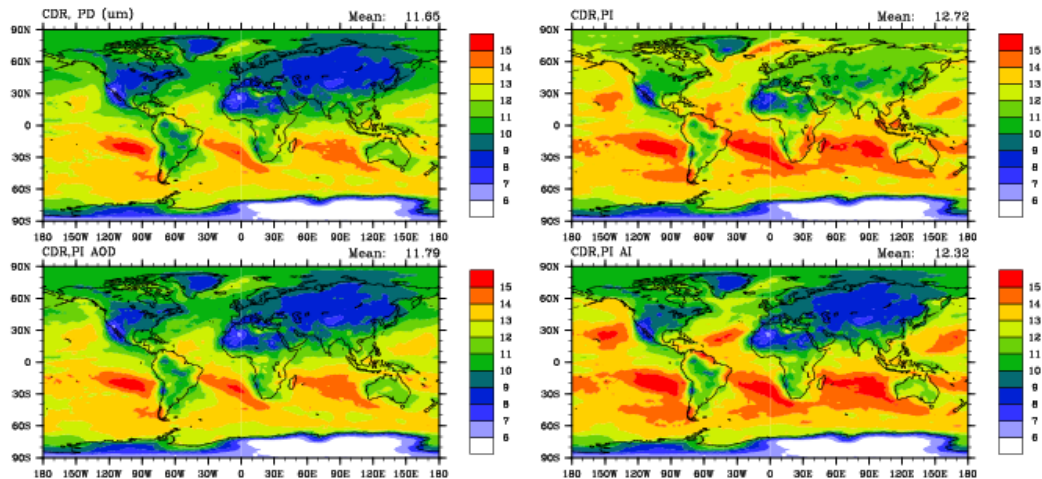 CDR, PD (um) Mean: 11.65
90N
60N
30N
0
30S
60S
90S
180 150W 120W 90W 60W 30W 0 30E 60E 90E 120E 150E 180
15
14
13
12
11
10
9
8
7
6
CDR,PI Mean: 12.72
90N
60N
30N
0
30S
60S
90S
180 150W 120W 90W 60W 30W 0 30E 60E 90E 120E 150E 180
15
14
13
12
11
10
9
8
7
6
CDR,PI AOD Mean: 11.79
90N
60N
30N
0
30S
60S
90S
180 150W 120W 90W 60W 30W 0 30E 60E 90E 120E 150E 180
15
14
13
12
11
10
9
8
7
6
CDR,PI AI Mean: 12.32
90N
60N
30N
0
30S
60S
90S
180 150W 120W 90W 60W 30W 0 30E 60E 90E 120E 150E 180
15
14
13
12
11
10
9
8
7
6